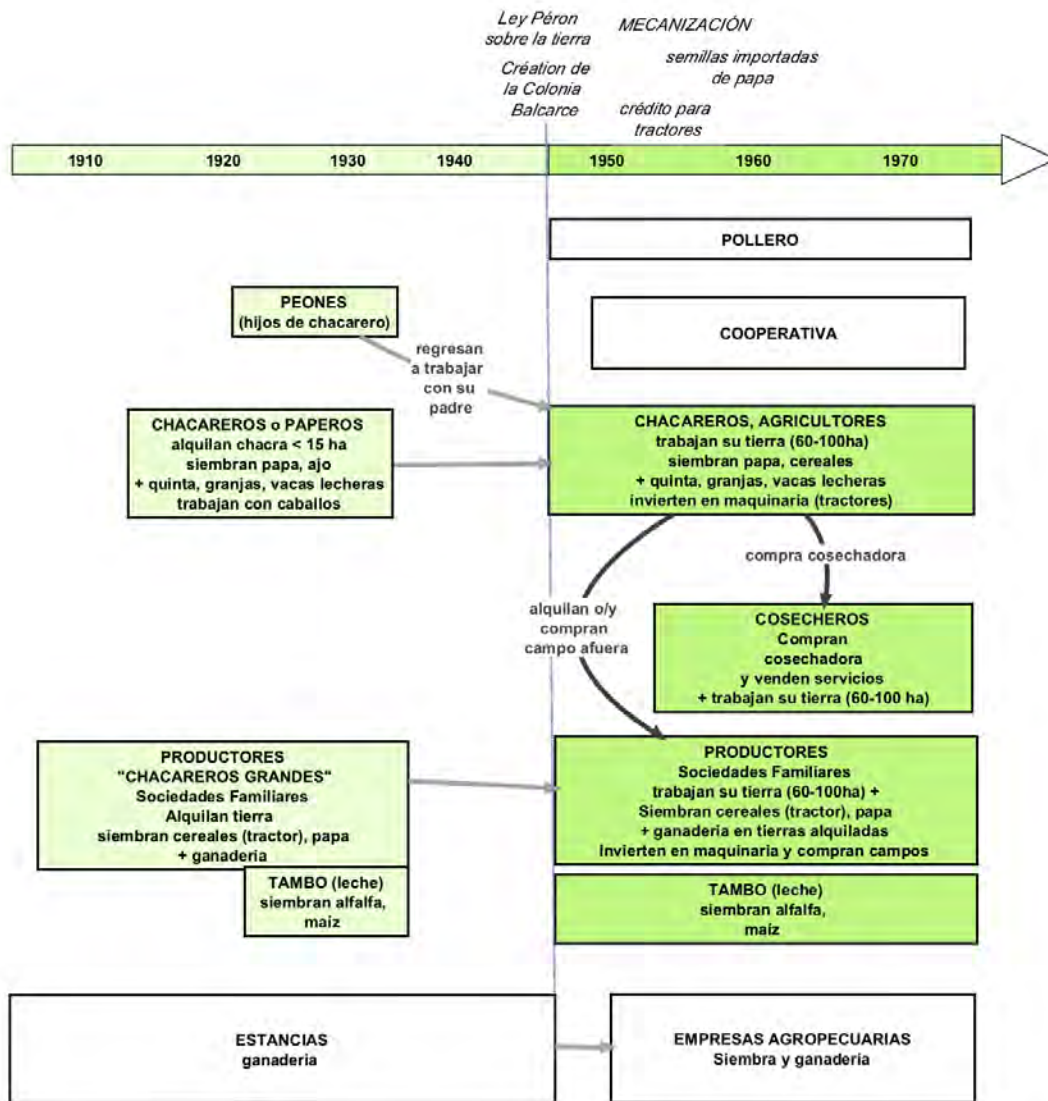 Ley Péron
sobre la tierra
Création de
la Colonia
Balcarce
MECANIZACIÓN
semillas importadas
de papa
crédito para
tractores
1910 1920 1930 1940 1950 1960 1970
POLLERO
PEONES
(hijos de chacarero)
COOPERATIVA
regresan
a trabajar
con su
padre
CHACAREROS o PAPEROS
alquilan chacra < 15 ha
siembran papa, ajo
+ quinta, granjas, vacas lecheras
trabajan con caballos
CHACAREROS, AGRICULTORES
trabajan su tierra (60-100ha)
siembran papa, cereales
+ quinta, granjas, vacas lecheras
invierten en maquinaria (tractores)
compra cosechadora
alquilan o/y
compran
campo afuera
COSECHEROS
Compran
cosechadora
y venden servicios
+ trabajan su tierra (60-100 ha)
PRODUCTORES
"CHACAREROS GRANDES"
Sociedades Familiares
Alquilan tierra
siembran cereales (tractor), papa
+ ganadería
PRODUCTORES
Sociedades Familiares
trabajan su tierra (60-100ha) +
Siembran cereales (tractor), papa
+ ganaderia en tierras alquiladas
Invierten en maquinaria y compran campos
TAMBO (leche)
siembran alfalfa,
maiz
TAMBO (leche)
siembran alfalfa,
maiz
ESTANCIAS
ganadería
EMPRESAS AGROPECUARIAS
Siembra y ganadería